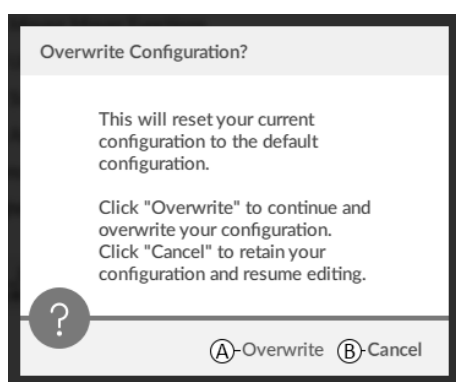 Overwrite Configuration?
This will reset your current
configuration to the default
configuration.
Click "Overwrite" to continue and
overwrite your configuration.
Click "Cancel" to retain your
configuration and resume editing.
?
A-Overwrite B-Cancel